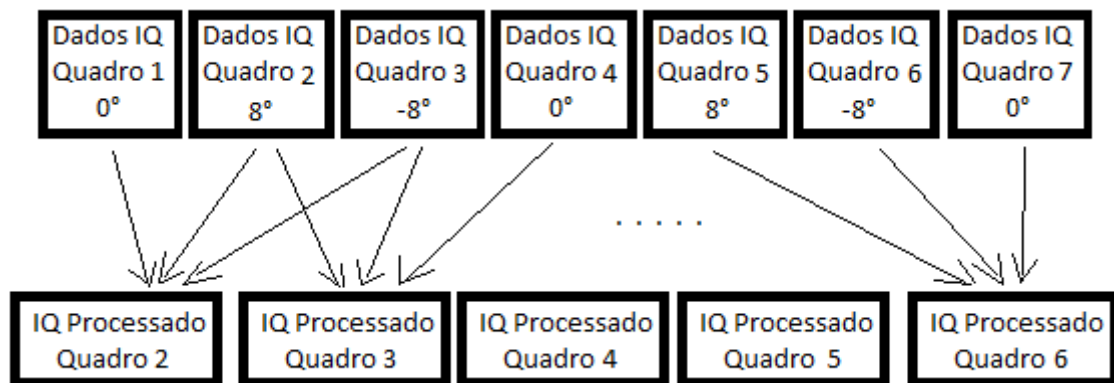 Dados IQ
Quadro 1
0°
Dados IQ
Quadro 2
8°
Dados IQ
Quadro 3
-8°
Dados IQ
Quadro 4
0°
Dados IQ
Quadro 5
8°
Dados IQ
Quadro 6
-8°
Dados IQ
Quadro 7
0°
. . . . .
IQ Processado
Quadro 2
IQ Processado
Quadro 3
IQ Processado
Quadro 4
IQ Processado
Quadro 5
IQ Processado
Quadro 6